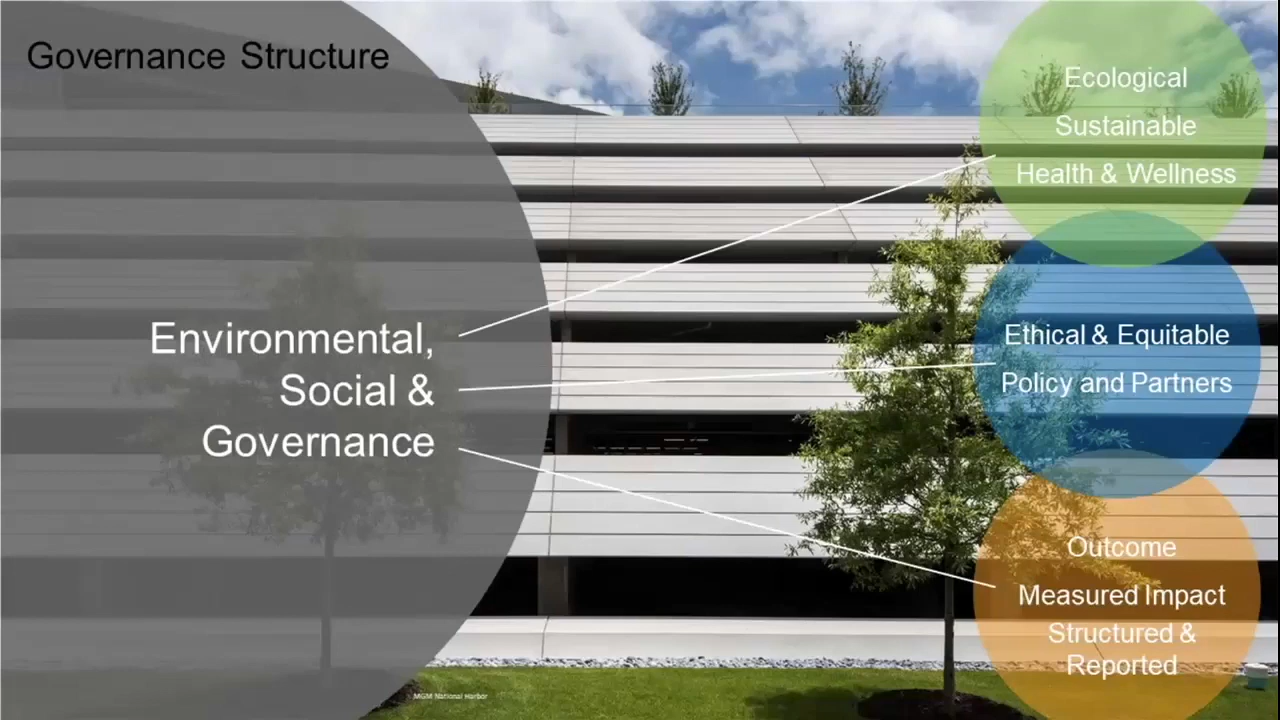 Governance Structure
Environmental,
Social &
Governance
Ecological
Sustainable
Health & Wellness
Ethical & Equitable
Policy and Partners
Outcome
Measured Impact
Structured &
Reported
MGM National Harbor